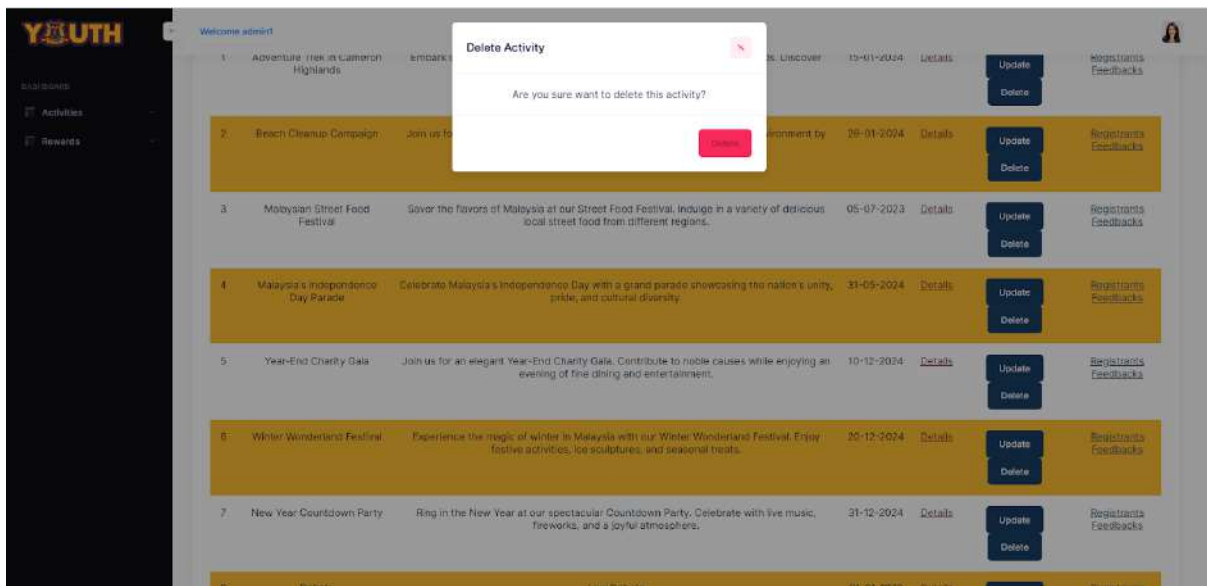 YOUTH
Welcome admin1
DASHBOARD
Activities
Rewards
Delete Activity
Are you sure want to delete this activity?
Delete
1 Adventure Trek in Cameron Highlands Embark Discover 15-01-2024 Details Update Delete Registrants Feedbacks
2 Beach Cleanup Campaign Join us fo ironment by 28-01-2024 Details Update Delete Registrants Feedbacks
3 Malaysian Street Food Festival Savor the flavors of Malaysia at our Street Food Festival. Indulge in a variety of delicious local street food from different regions. 05-07-2023 Details Update Delete Registrants Feedbacks
4 Malaysia's Independence Day Parade Celebrate Malaysia's Independence Day with a grand parade showcasing the nation's unity, pride, and cultural diversity. 31-05-2024 Details Update Delete Registrants Feedbacks
5 Year-End Charity Gala Join us for an elegant Year-End Charity Gala. Contribute to noble causes while enjoying an evening of fine dining and entertainment. 10-12-2024 Details Update Delete Registrants Feedbacks
6 Winter Wonderland Festival Experience the magic of winter in Malaysia with our Winter Wonderland Festival. Enjoy festive activities, ice sculptures, and seasonal treats. 20-12-2024 Details Update Delete Registrants Feedbacks
7 New Year Countdown Party Ring in the New Year at our spectacular Countdown Party. Celebrate with live music, fireworks, and a joyful atmosphere. 31-12-2024 Details Update Delete Registrants Feedbacks